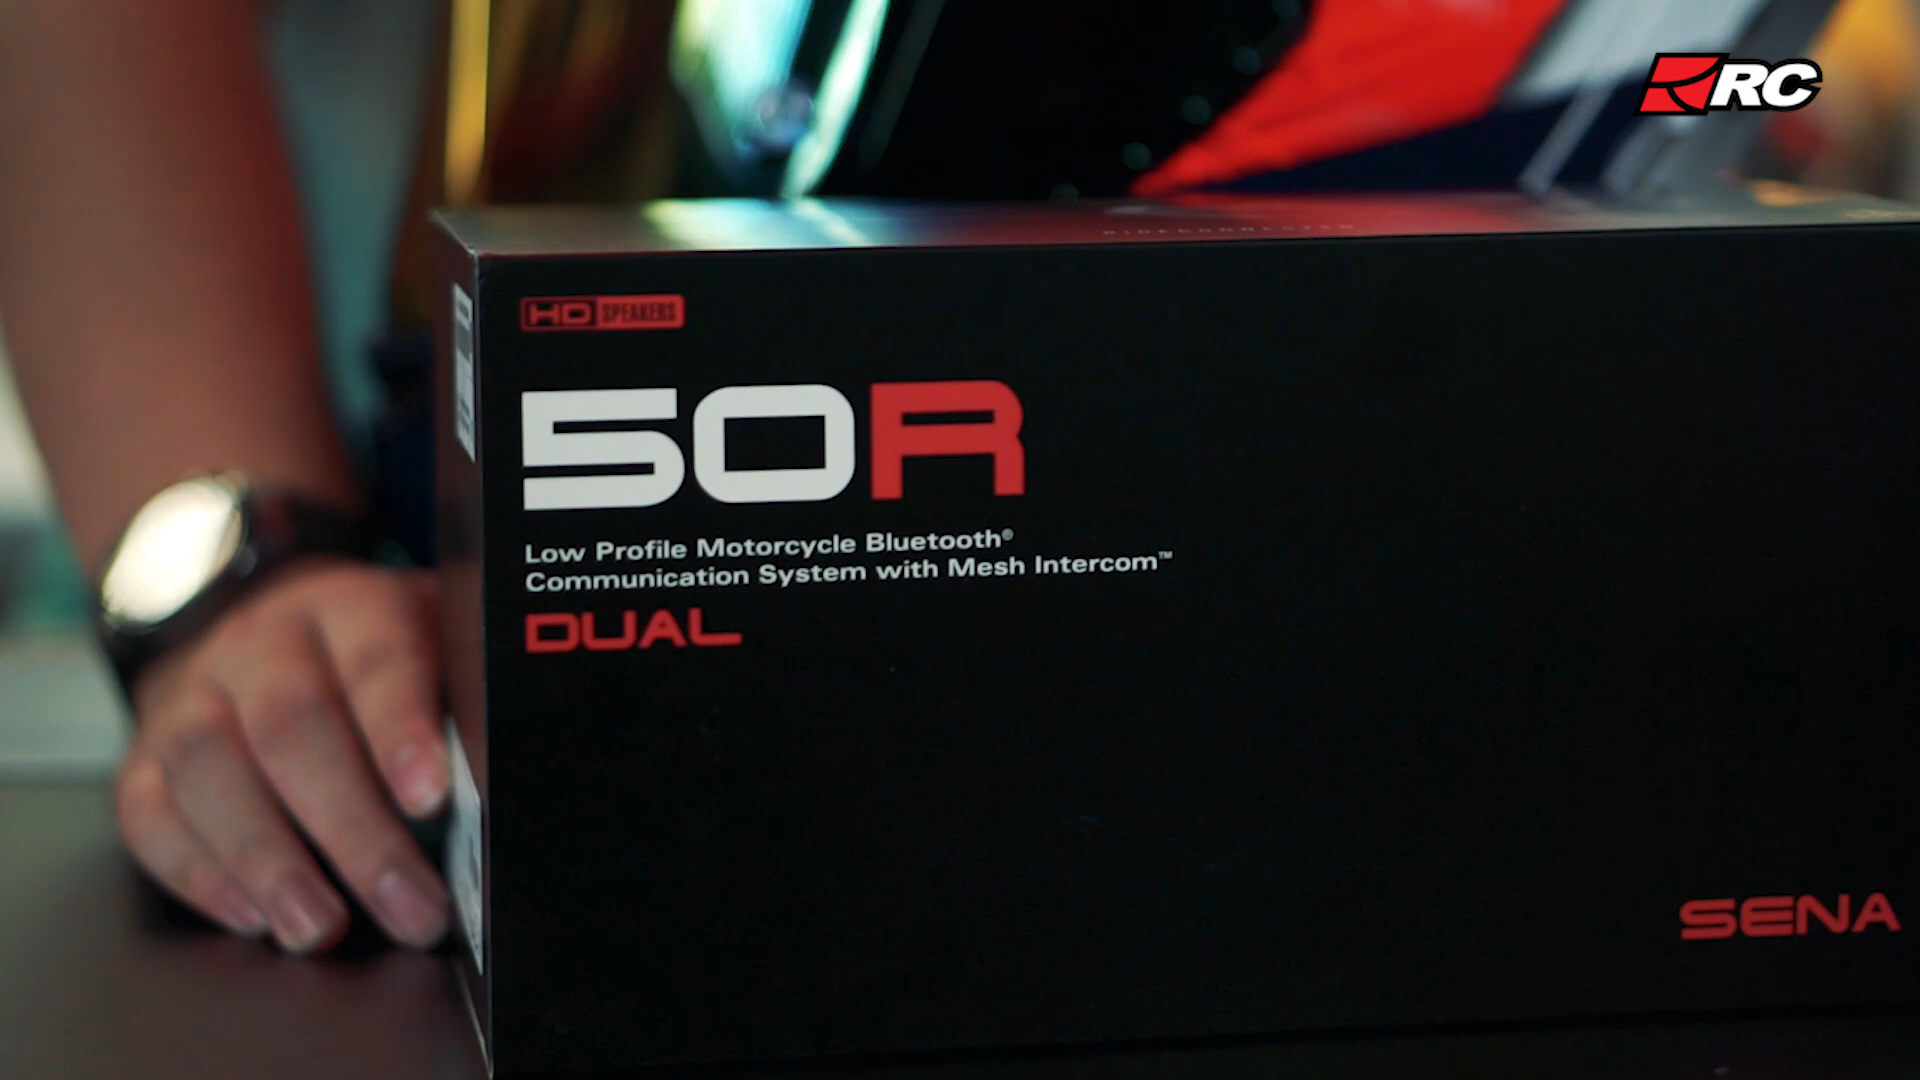 RC
HD SPEAKERS
50R
Low Profile Motorcycle Bluetooth®
Communication System with Mesh Intercom™
DUAL
SENA